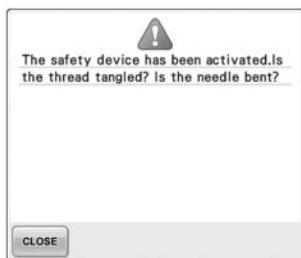 The safety device has been activated.Is
the thread tangled? Is the needle bent?
CLOSE